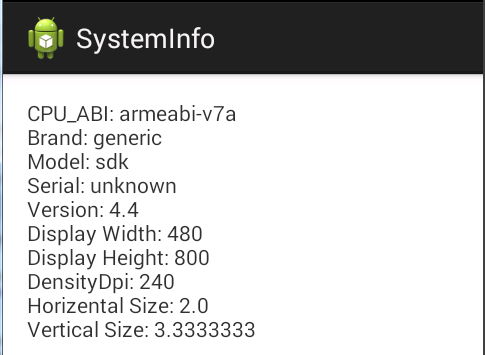 SystemInfo
CPU_ABI: armeabi-v7a
Brand: generic
Model: sdk
Serial: unknown
Version: 4.4
Display Width: 480
Display Height: 800
DensityDpi: 240
Horizental Size: 2.0
Vertical Size: 3.3333333